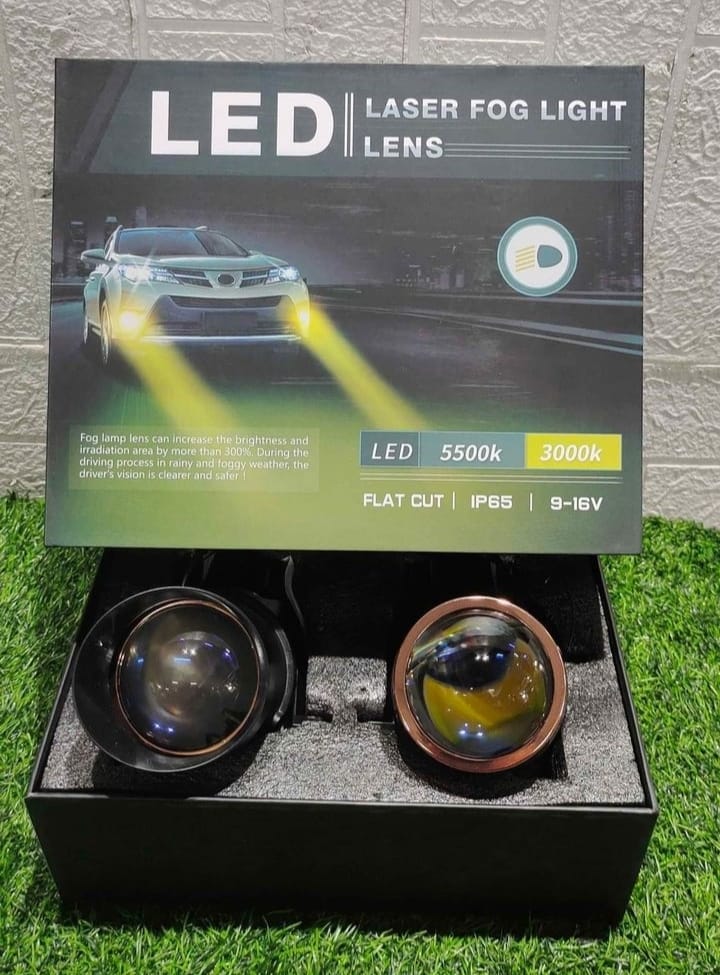 LED
LASER FOG LIGHT
LENS
Fog lamp lens can increase the brightness and
irradiation area by more than 300%. During the
driving process in rainy and foggy weather, the
driver's vision is clearer and safer !
LED 5500k 3000k
FLAT CUT | IP65 | 9-16V